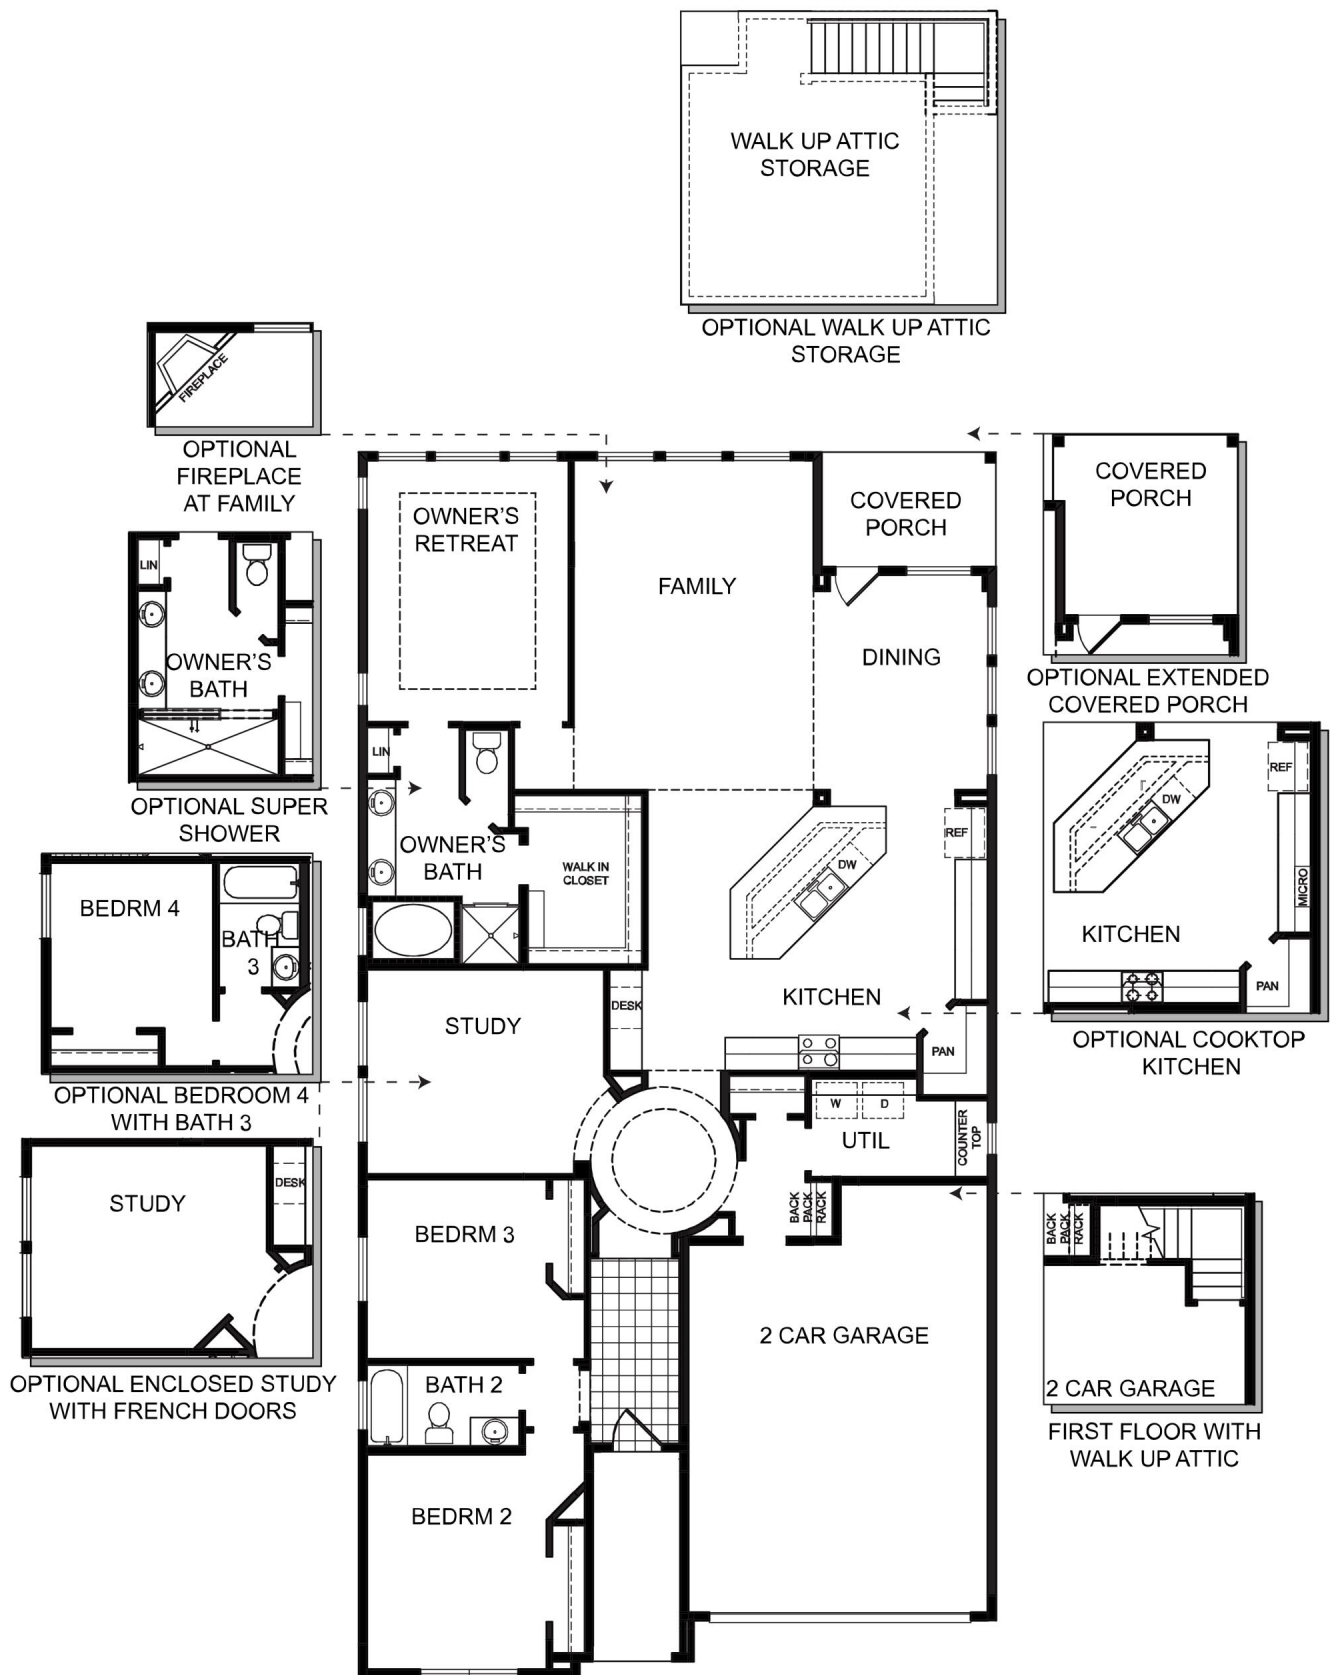 WALK UP ATTIC
STORAGE
OPTIONAL WALK UP ATTIC
STORAGE
FIREPLACE
OPTIONAL
FIREPLACE
AT FAMILY
LIN
OWNER'S
BATH
OPTIONAL SUPER
SHOWER
BEDRM 4
BATH
3
OPTIONAL BEDROOM 4
WITH BATH 3
STUDY
DESK
OPTIONAL ENCLOSED STUDY
WITH FRENCH DOORS
OWNER'S
RETREAT
FAMILY
COVERED
PORCH
DINING
LIN
OWNER'S
BATH
WALK IN
CLOSET
REF
DW
KITCHEN
DESK
STUDY
PAN
W
D
UTIL
COUNTER
TOP
BACK
PACK
RACK
BEDRM 3
2 CAR GARAGE
BATH 2
BEDRM 2
COVERED
PORCH
OPTIONAL EXTENDED
COVERED PORCH
REF
DW
MICRO
KITCHEN
PAN
OPTIONAL COOKTOP
KITCHEN
BACK
PACK
RACK
2 CAR GARAGE
FIRST FLOOR WITH
WALK UP ATTIC